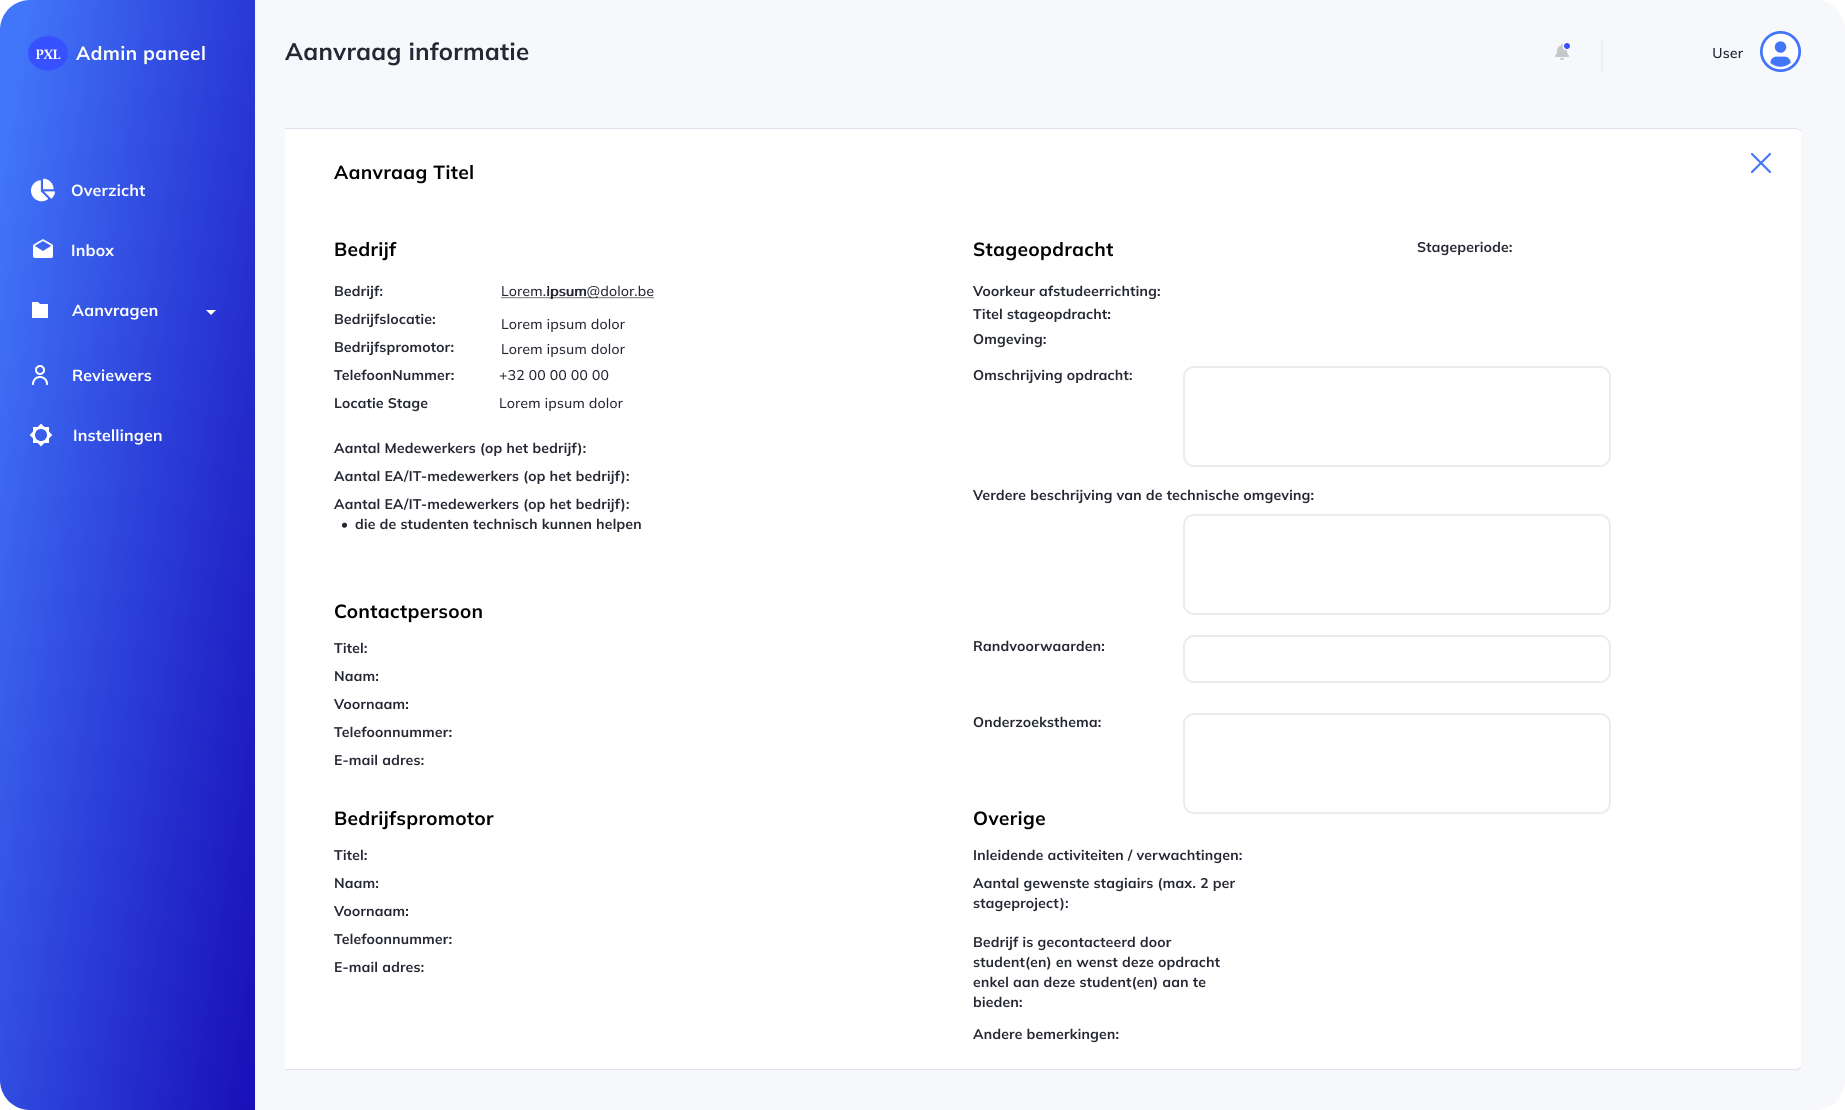 PXL Admin paneel
Overzicht
Inbox
Aanvragen
Reviewers
Instellingen
Aanvraag informatie
User
Aanvraag Titel
Bedrijf
Bedrijf: Lorem.ipsum@dolor.be
Bedrijfslocatie: Lorem ipsum dolor
Bedrijfspromotor: Lorem ipsum dolor
TelefoonNummer: +32 00 00 00 00
Locatie Stage Lorem ipsum dolor
Aantal Medewerkers (op het bedrijf):
Aantal EA/IT-medewerkers (op het bedrijf):
Aantal EA/IT-medewerkers (op het bedrijf):
• die de studenten technisch kunnen helpen
Contactpersoon
Titel:
Naam:
Voornaam:
Telefoonnummer:
E-mail adres:
Bedrijfspromotor
Titel:
Naam:
Voornaam:
Telefoonnummer:
E-mail adres:
Stageopdracht
Stageperiode:
Voorkeur afstudeerrichting:
Titel stageopdracht:
Omgeving:
Omschrijving opdracht:
Verdere beschrijving van de technische omgeving:
Randvoorwaarden:
Onderzoeksthema:
Overige
Inleidende activiteiten / verwachtingen:
Aantal gewenste stagiairs (max. 2 per
stageproject):
Bedrijf is gecontacteerd door
student(en) en wenst deze opdracht
enkel aan deze student(en) aan te
bieden:
Andere bemerkingen: